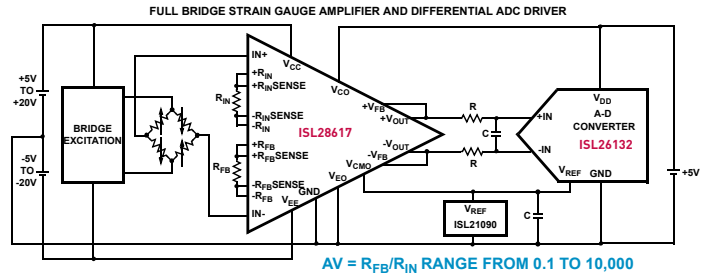 FULL BRIDGE STRAIN GAUGE AMPLIFIER AND DIFFERENTIAL ADC DRIVER
+5V
TO
+20V
-5V
TO
-20V
BRIDGE
EXCITATION
IN+
VCC
+RIN
+RINSENSE
RIN
-RINSENSE
-RIN
+RFB
+RFBSENSE
RFB
-RFBSENSE
-RFB
IN-
VEE
GND
VEO
ISL28617
VCO
+VFB
+VOUT
-VOUT
-VFB
VCMO
R
C
R
+IN
-IN
VDD
A-D
CONVERTER
ISL26132
VREF
GND
VREF
ISL21090
C
+5V
AV = RFB/RIN RANGE FROM 0.1 TO 10,000